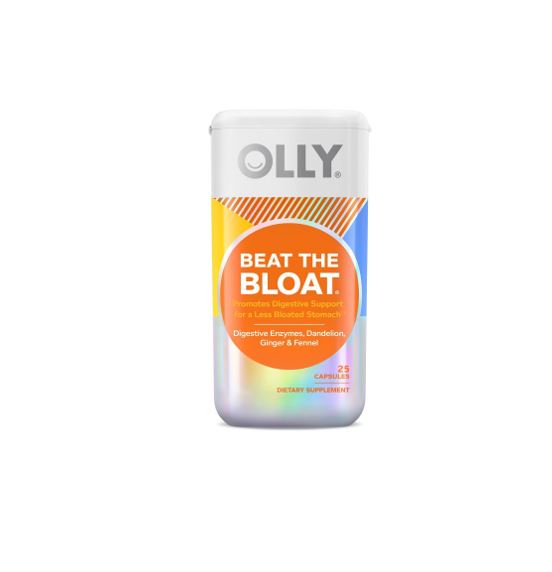 OLLY®
BEAT THE
BLOAT®
Promotes Digestive Support
for a Less Bloated Stomach
Digestive Enzymes, Dandelion,
Ginger & Fennel
25
CAPSULES
DIETARY SUPPLEMENT